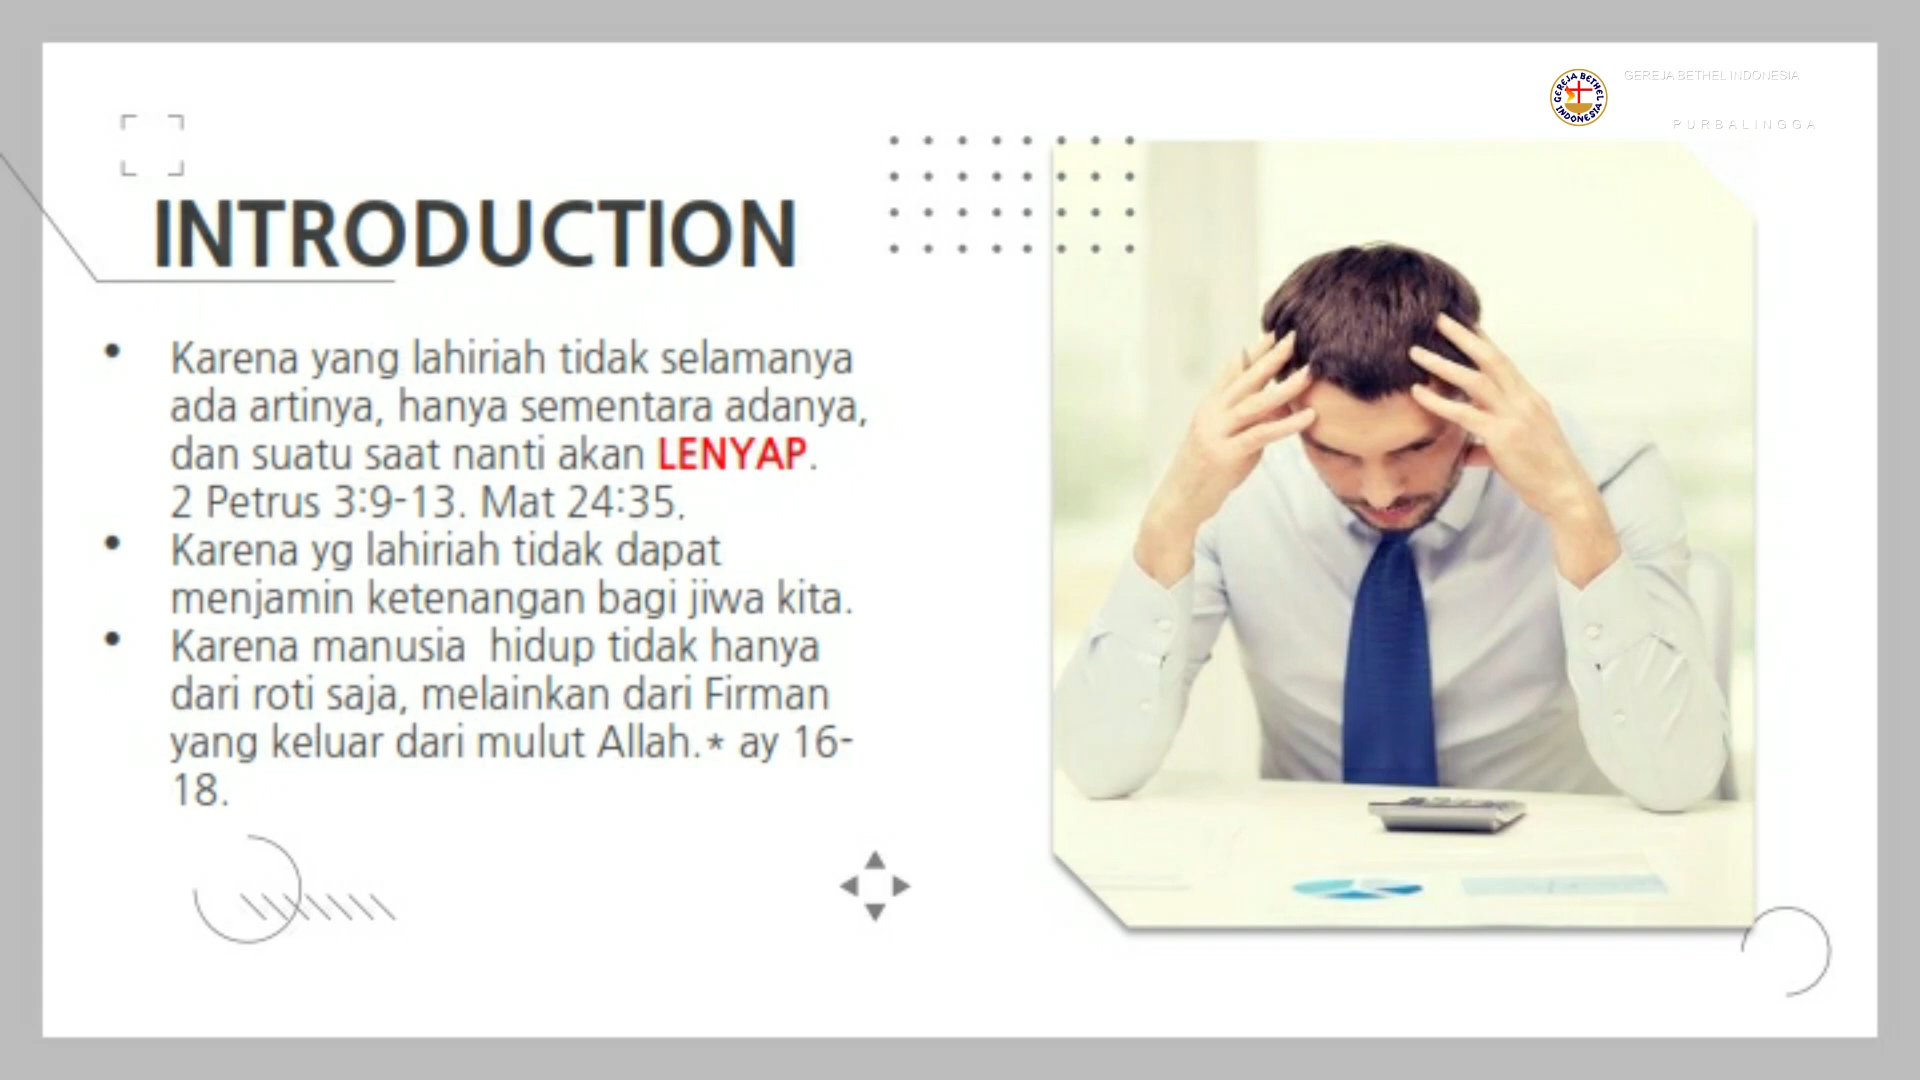 GEREJA BETHEL INDONESIA
GEREJA BETHEL INDONESIA
PURBALINGGA
INTRODUCTION
• Karena yang lahiriah tidak selamanya
ada artinya, hanya sementara adanya,
dan suatu saat nanti akan LENYAP.
2 Petrus 3:9-13. Mat 24:35.
• Karena yg lahiriah tidak dapat
menjamin ketenangan bagi jiwa kita.
• Karena manusia  hidup tidak hanya
dari roti saja, melainkan dari Firman
yang keluar dari mulut Allah.* ay 16-
18.